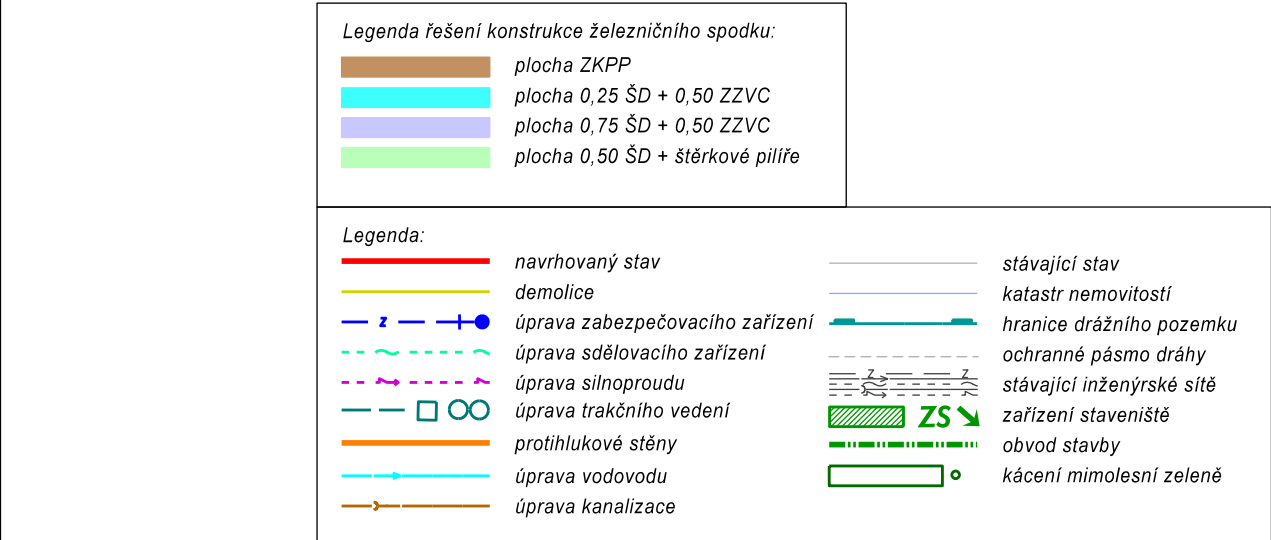 Legenda řešení konstrukce železničního spodku:
plocha ZKPP
plocha 0,25 ŠD + 0,50 ZZVC
plocha 0,75 ŠD + 0,50 ZZVC
plocha 0,50 ŠD + štěrkové pilíře
Legenda:
navrhovaný stav
demolice
z úprava zabezpečovacího zařízení
úprava sdělovacího zařízení
úprava silnoproudu
úprava trakčního vedení
protihlukové stěny
úprava vodovodu
úprava kanalizace
stávající stav
katastr nemovitostí
hranice drážního pozemku
ochranné pásmo dráhy
z z stávající inženýrské sítě
ZS zařízení staveniště
obvod stavby
kácení mimolesní zeleně